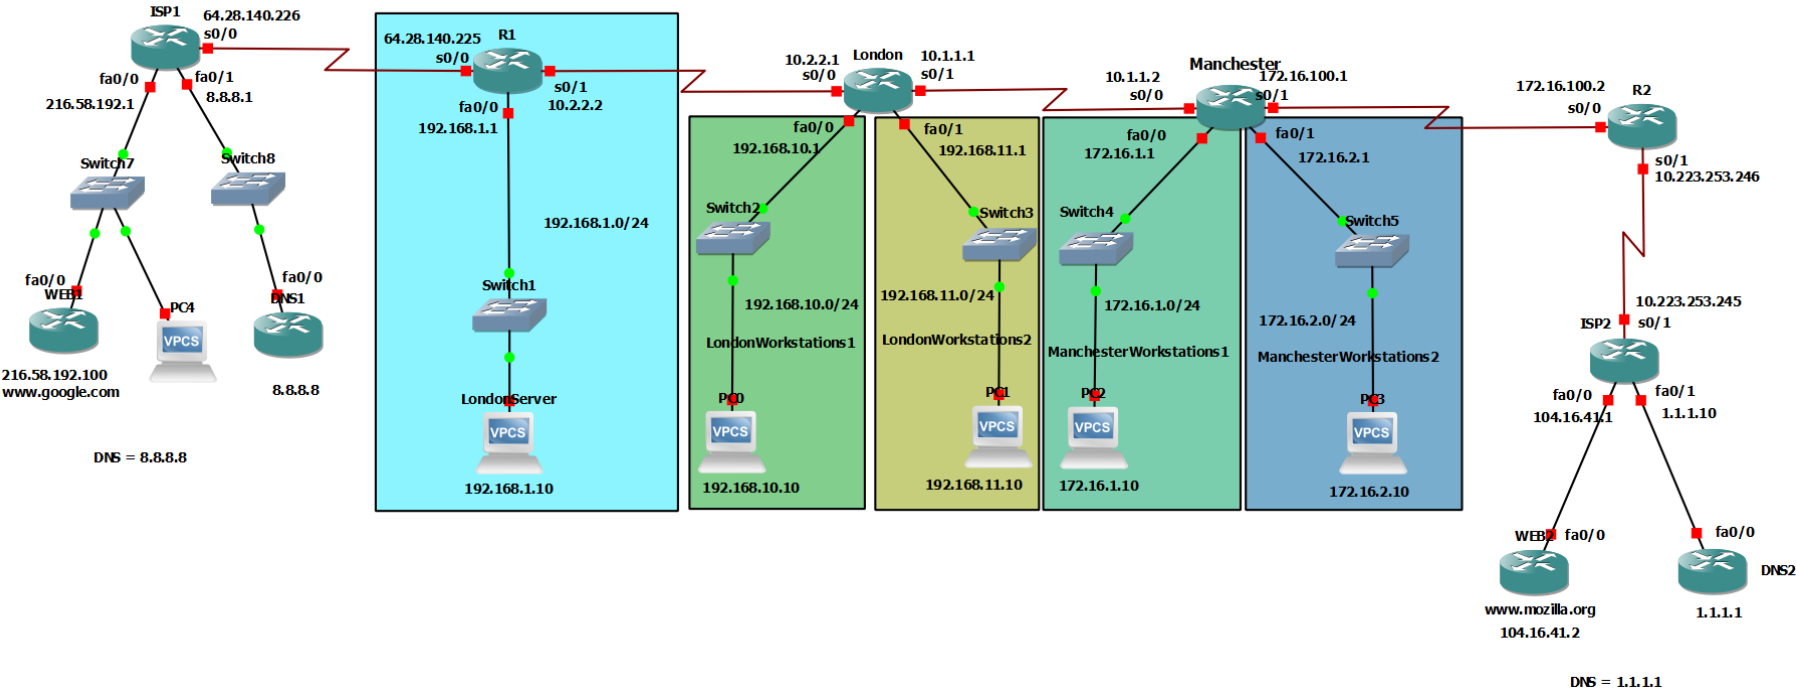 ISP1
64.28.140.226
s0/0
fa0/0
fa0/1
216.58.192.1
8.8.8.1
Switch7
Switch8
fa0/0
WEB1
PC4
VPCS
fa0/0
DNS1
216.58.192.100
www.google.com
8.8.8.8
DNS = 8.8.8.8
64.28.140.225
s0/0
R1
s0/1
10.2.2.2
fa0/0
192.168.1.1
192.168.1.0/24
Switch1
LondonServer
VPCS
192.168.1.10
10.2.2.1
s0/0
London
10.1.1.1
s0/1
fa0/0
192.168.10.1
fa0/1
192.168.11.1
Switch2
192.168.10.0/24
LondonWorkstations1
PC0
VPCS
192.168.10.10
Switch3
192.168.11.0/24
LondonWorkstations2
PC1
VPCS
192.168.11.10
10.1.1.2
s0/0
Manchester
172.16.100.1
s0/1
fa0/0
172.16.1.1
fa0/1
172.16.2.1
Switch4
172.16.1.0/24
ManchesterWorkstations1
PC2
VPCS
172.16.1.10
Switch5
172.16.2.0/24
ManchesterWorkstations2
PC3
VPCS
172.16.2.10
172.16.100.2
s0/0
R2
s0/1
10.223.253.246
10.223.253.245
s0/1
ISP2
fa0/0
104.16.41.1
fa0/1
1.1.1.10
WEB2
fa0/0
www.mozilla.org
104.16.41.2
fa0/0
DNS2
1.1.1.1
DNS = 1.1.1.1